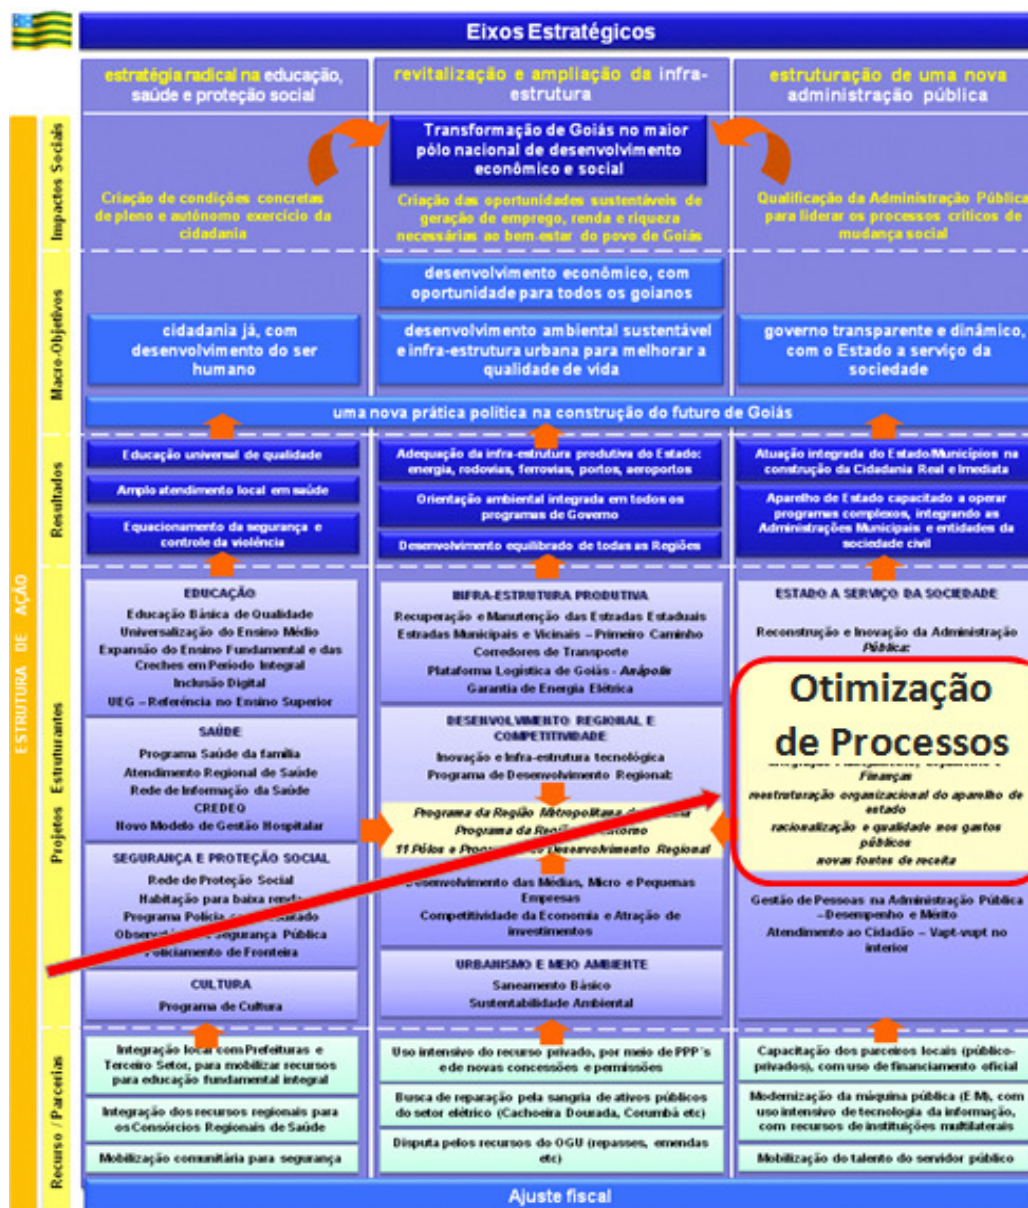 Eixos Estratégicos
estratégia radical na educação,
saúde e proteção social
revitalização e ampliação da infra-
estrutura
estruturação de uma nova
administração pública
ESTRUTURA DE AÇÃO
Impactos Sociais
Transformação de Goiás no maior
pólo nacional de desenvolvimento
econômico e social
Criação de condições concretas
de pleno e autônomo exercício da
cidadania
Criação das oportunidades sustentáveis de
geração de emprego, renda e riqueza
necessárias ao bem-estar do povo de Goiás
Qualificação da Administração Pública
para liderar os processos críticos de
mudança social
Macro-Objetivos
desenvolvimento econômico, com
oportunidade para todos os goianos
cidadania já, com
desenvolvimento do ser
humano
desenvolvimento ambiental sustentável
e infra-estrutura urbana para melhorar a
qualidade de vida
governo transparente e dinâmico,
com o Estado a serviço da
sociedade
uma nova prática política na construção do futuro de Goiás
Resultados
Educação universal de qualidade
Amplo atendimento local em saúde
Equacionamento da segurança e
controle da violência
Adequação da infra-estrutura produtiva do Estado:
energia, rodovias, ferrovias, portos, aeroportos
Orientação ambiental integrada em todos os
programas de Governo
Desenvolvimento equilibrado de todas as Regiões
Atuação integrada do Estado/Municípios na
construção da Cidadania Real e Imediata
Aparelho de Estado capacitado a operar
programas complexos, integrando as
Administrações Municipais e entidades da
sociedade civil
Projetos Estruturantes
EDUCAÇÃO
Educação Básica de Qualidade
Universalização do Ensino Médio
Expansão do Ensino Fundamental e das
Creches em Período Integral
Inclusão Digital
UEG – Referência no Ensino Superior
SAÚDE
Programa Saúde da família
Atendimento Regional de Saúde
Rede de Informação da Saúde
CREDEQ
Novo Modelo de Gestão Hospitalar
SEGURANÇA E PROTEÇÃO SOCIAL
Rede de Proteção Social
Habitação para baixa
Programa Polícia
Segurança Pública
Policiamento de Fronteira
CULTURA
Programa de Cultura
INFRA-ESTRUTURA PRODUTIVA
Recuperação e Manutenção das Estradas Estaduais
Estradas Municipais e Vicinais – Primeiro Caminho
Corredores de Transporte
Plataforma Logística de Goiás - Anápolis
Garantia de Energia Elétrica
DESENVOLVIMENTO REGIONAL E
COMPETITIVIDADE
Inovação e Infra-estrutura tecnológica
Programa de Desenvolvimento Regional:
Programa da Região Metropolitana
Programa da Região
11 Pólos e Desenvolvimento Regional
Desenvolvimento das Médias, Micro e Pequenas
Empresas
Competitividade da Economia e Atração de
investimentos
URBANISMO E MEIO AMBIENTE
Saneamento Básico
Sustentabilidade Ambiental
ESTADO A SERVIÇO DA SOCIEDADE
Reconstrução e Inovação da Administração
Pública:
Otimização
de Processos
Finanças
reestruturação organizacional do aparelho de
estado
racionalização e qualidade nos gastos
públicos
novas fontes de receita
Gestão de Pessoas na Administração Pública
–Desempenho e Mérito
Atendimento ao Cidadão – Vapt-vupt no
interior
Recurso / Parcerias
Integração local com Prefeituras e
Terceiro Setor, para mobilizar recursos
para educação fundamental integral
Integração dos recursos regionais para
os Consórcios Regionais de Saúde
Mobilização comunitária para segurança
Uso intensivo do recurso privado, por meio de PPP´s
e de novas concessões e permissões
Busca de reparação pela sangria de ativos públicos
do setor elétrico (Cachoeira Dourada, Corumbá etc)
Disputa pelos recursos do OGU (repasses, emendas
etc)
Capacitação dos parceiros locais (público-
privados), com uso de financiamento oficial
Modernização da máquina pública (E.M), com
uso intensivo de tecnologia da informação,
com recursos de instituições multilaterais
Mobilização do talento do servidor público
Ajuste fiscal